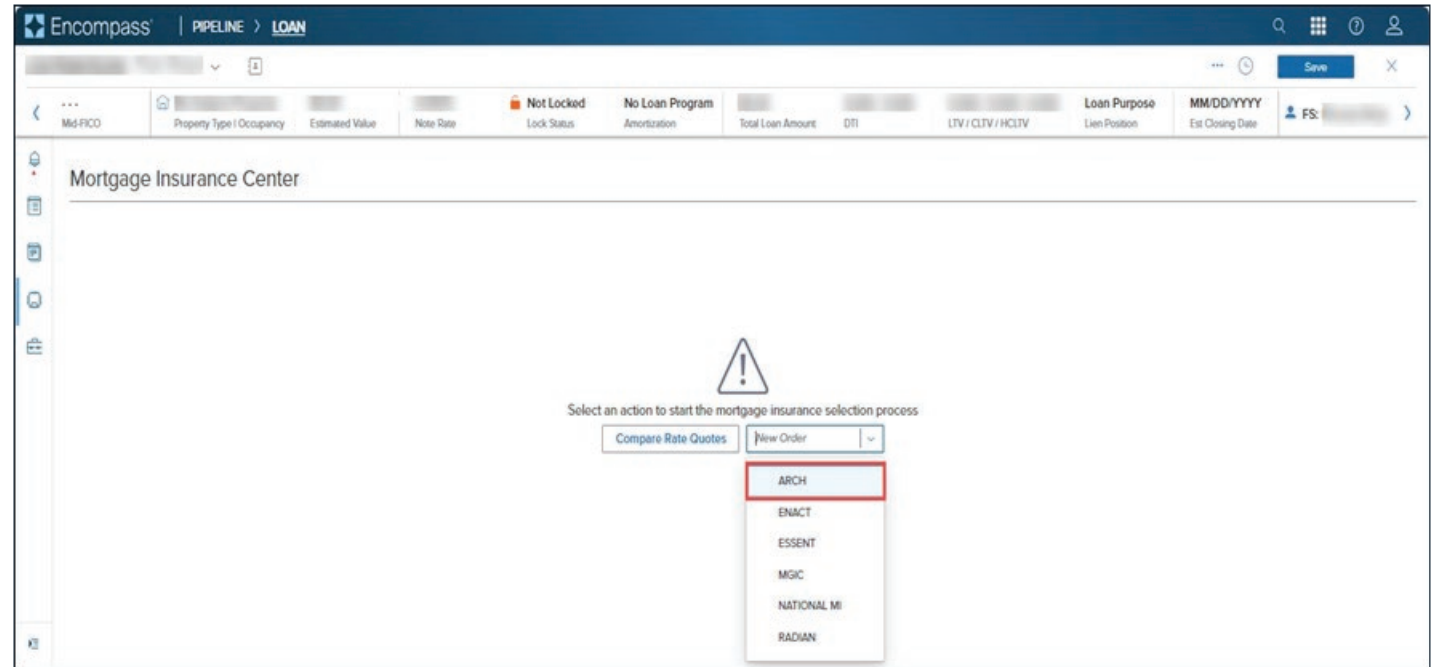 Encompass® | PIPELINE > LOAN
Save
... Not Locked No Loan Program Loan Purpose MM/DD/YYYY FS:
Mid-FICO Property Type | Occupancy Estimated Value Note Rate Lock Status Amortization Total Loan Amount DTI LTV / CLTV / HCLTV Lien Position Est Closing Date
Mortgage Insurance Center
Select an action to start the mortgage insurance selection process
Compare Rate Quotes New Order
ARCH
ENACT
ESSENT
MGIC
NATIONAL MI
RADIAN